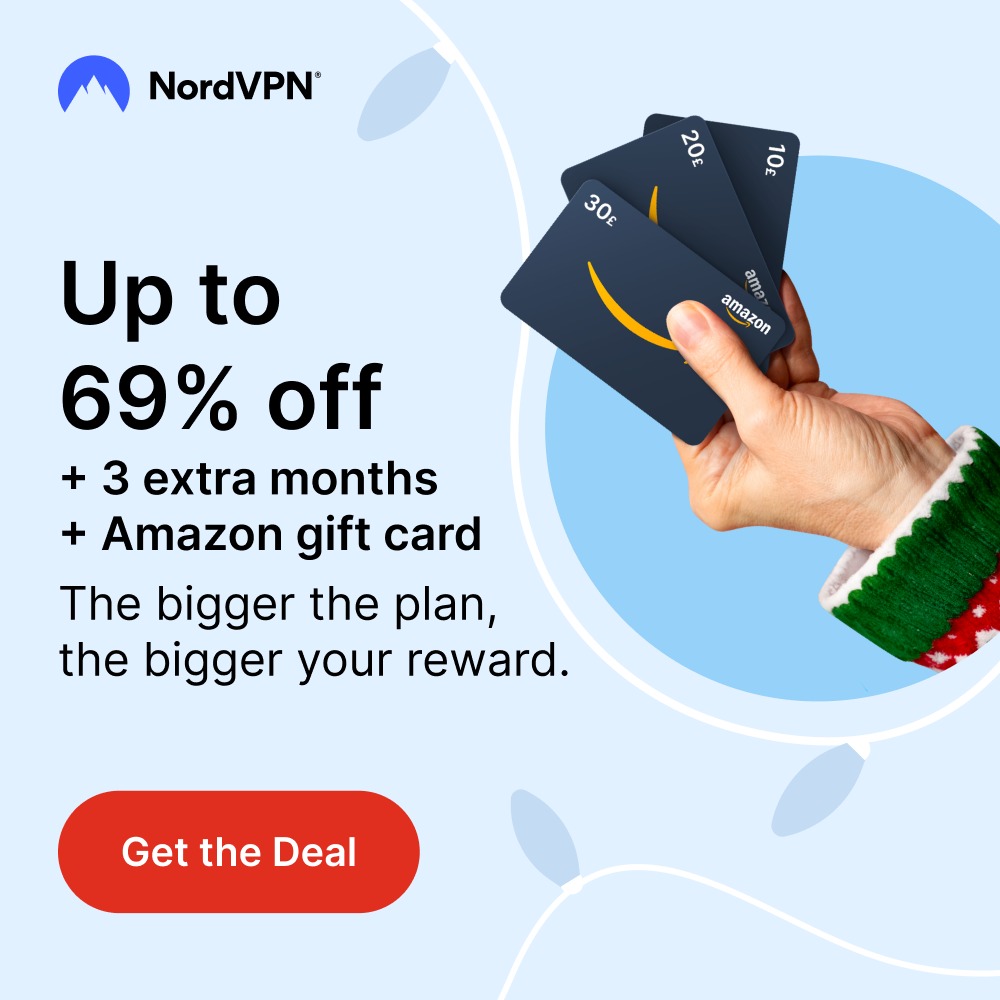 NordVPN®
10£
20£
30£
amazon
amazon
Up to
69% off
+ 3 extra months
+ Amazon gift card
The bigger the plan,
the bigger your reward.
Get the Deal